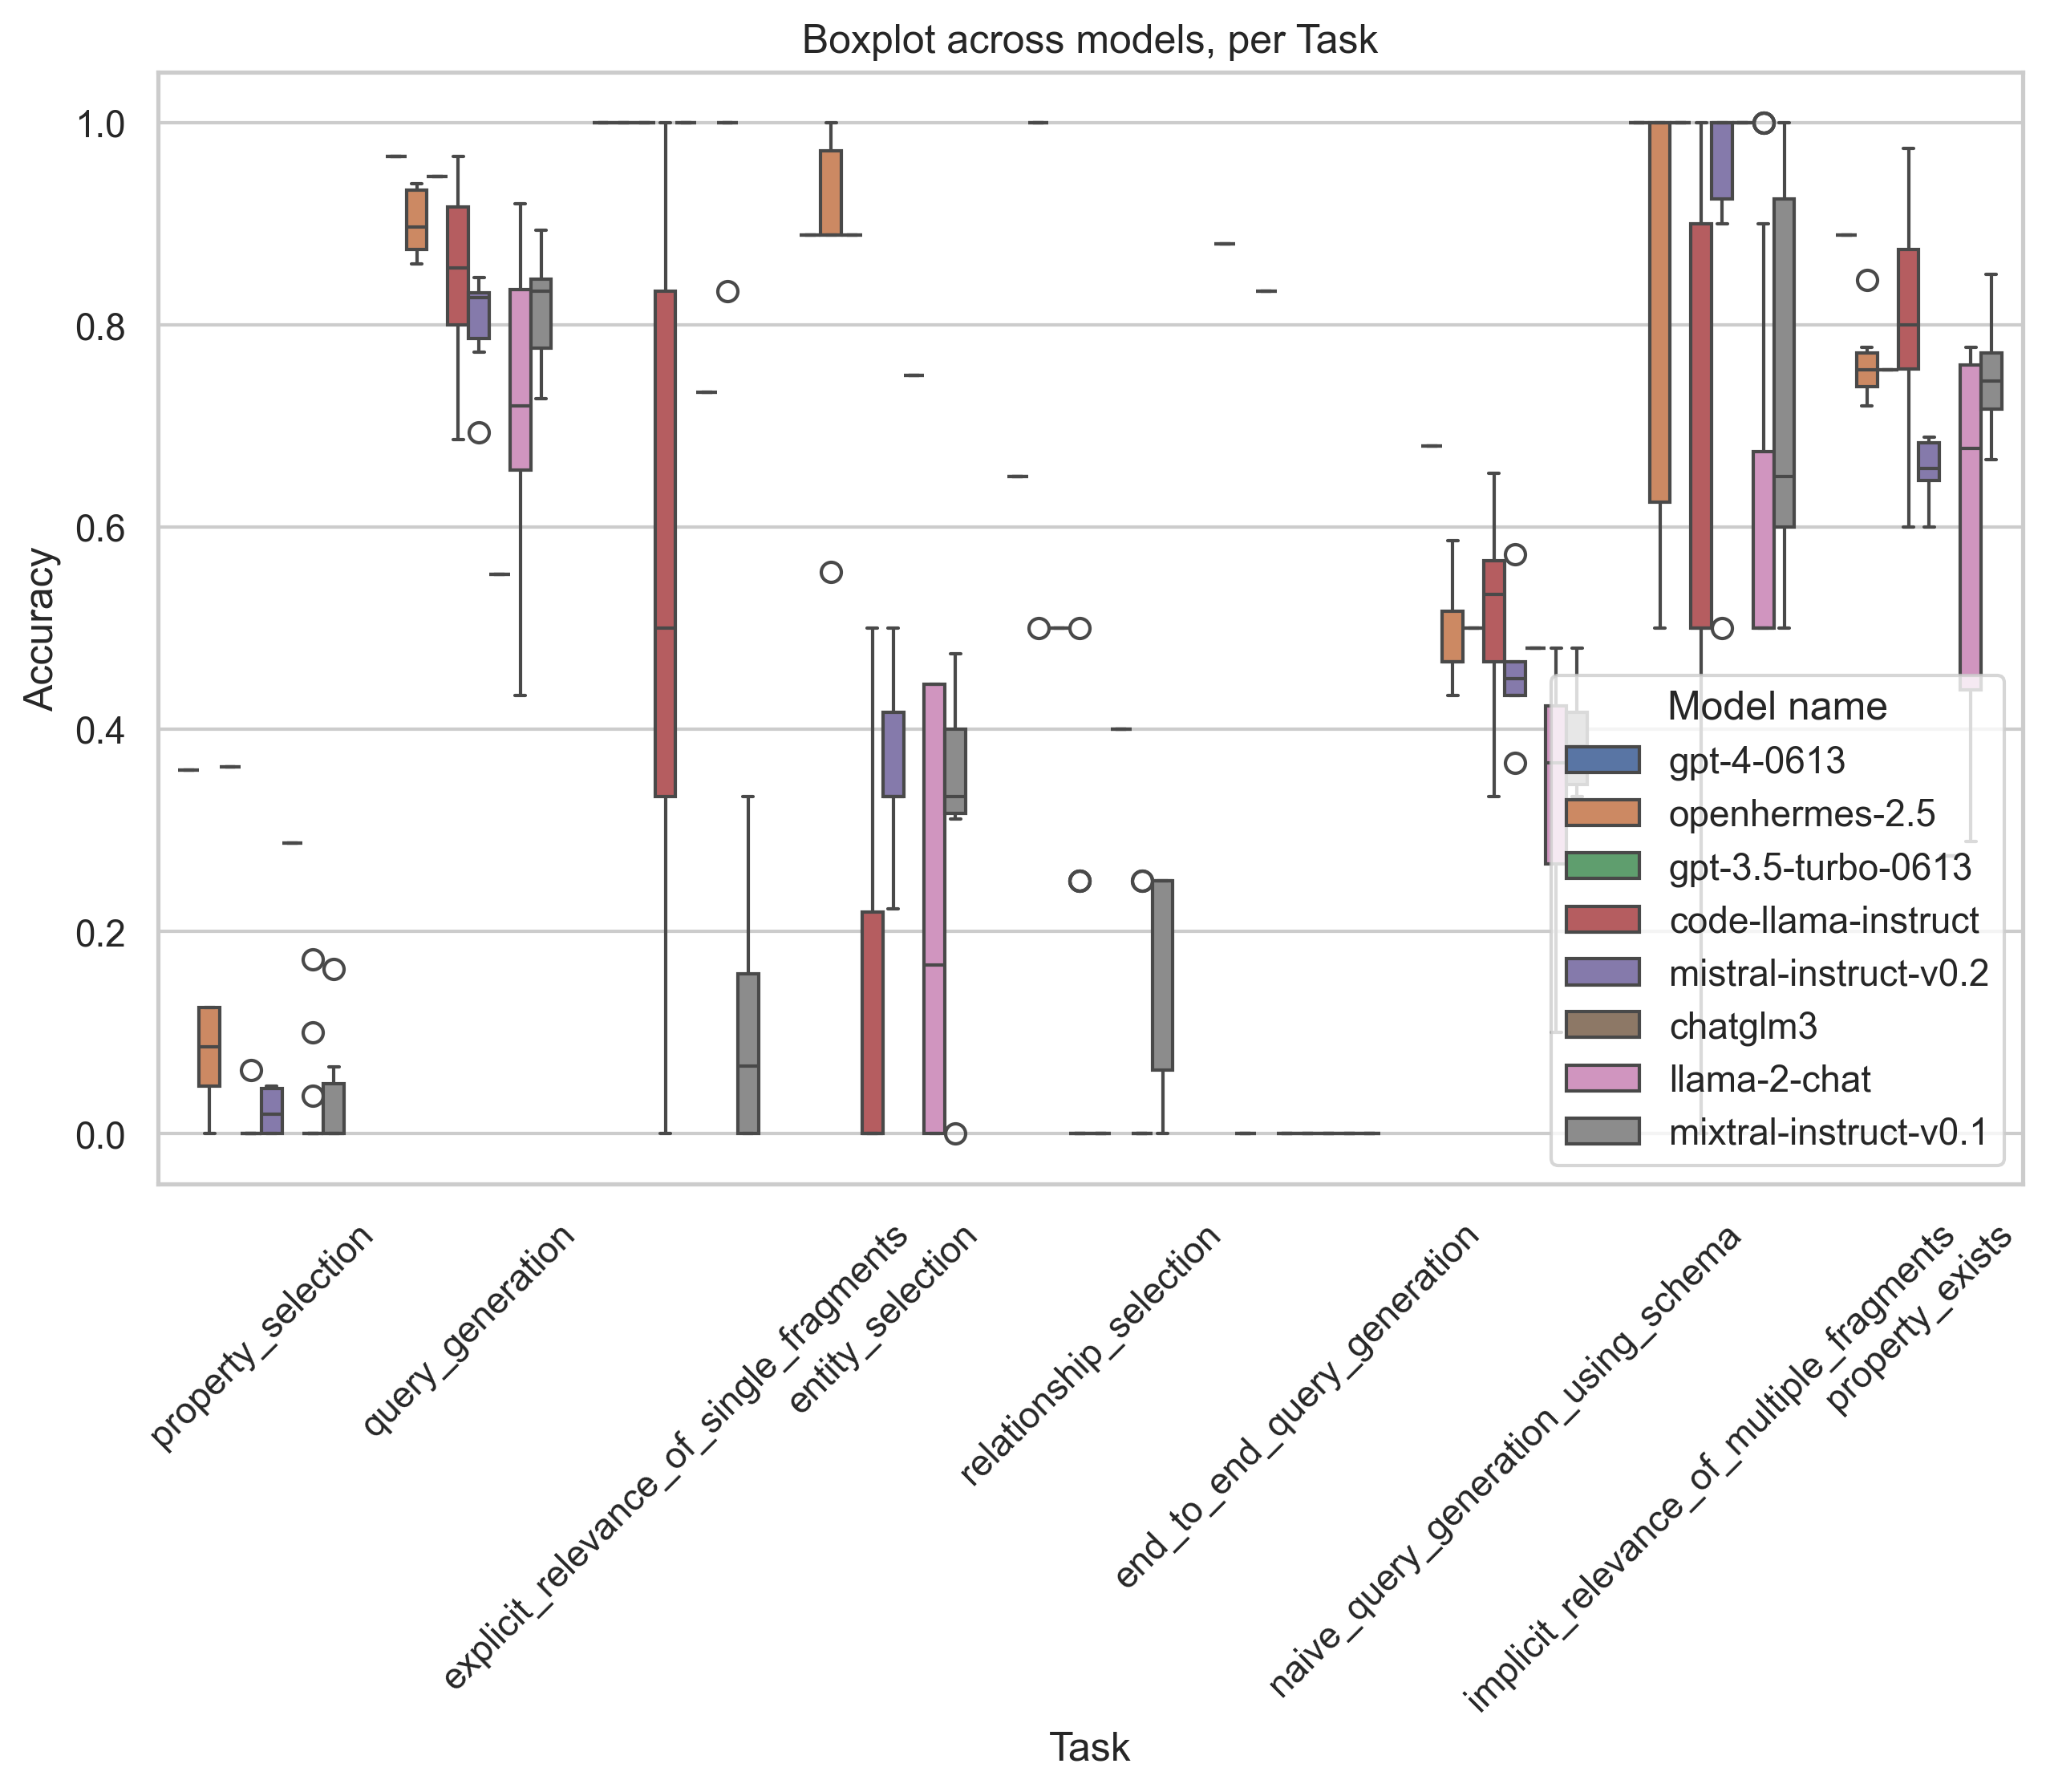 Boxplot across models, per Task
Accuracy
1.0
0.8
0.6
0.4
0.2
0.0
Model name
gpt-4-0613
openhermes-2.5
gpt-3.5-turbo-0613
code-llama-instruct
mistral-instruct-v0.2
chatglm3
llama-2-chat
mixtral-instruct-v0.1
property_selection
query_generation
explicit_relevance_of_single_fragments
entity_selection
relationship_selection
end_to_end_query_generation
naive_query_generation_using_schema
implicit_relevance_of_multiple_fragments
property_exists
Task